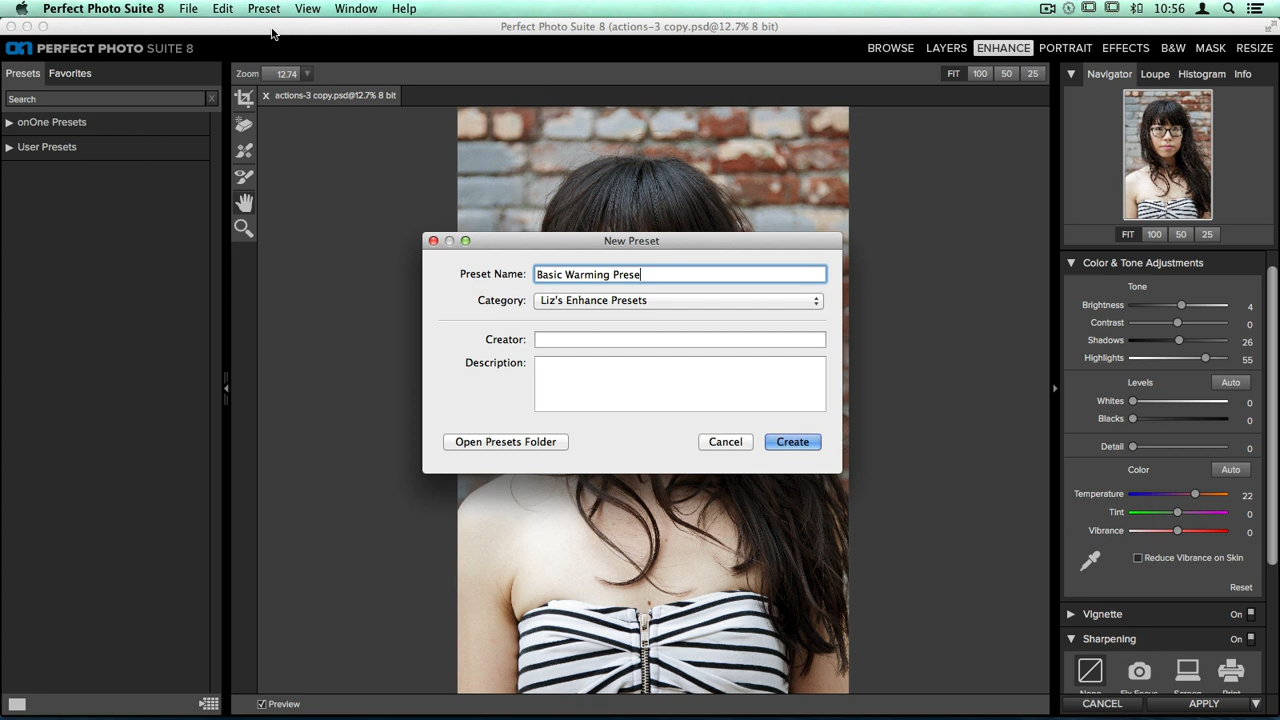 Perfect Photo Suite 8 File Edit Preset View Window Help 10:56
Perfect Photo Suite 8 (actions-3 copy.psd@12.7% 8 bit)
on PERFECT PHOTO SUITE 8 BROWSE LAYERS ENHANCE PORTRAIT EFFECTS B&W MASK RESIZE
Presets Favorites Zoom 12.74 FIT 100 50 25 Navigator Loupe Histogram Info
Search X
X actions-3 copy.psd@12.7% 8 bit
onOne Presets
User Presets
FIT 100 50 25
New Preset
Preset Name: Basic Warming Prese
Category: Liz's Enhance Presets
Creator:
Description:
Open Presets Folder Cancel Create
Color & Tone Adjustments
Tone
Brightness 4
Contrast 0
Shadows 26
Highlights 55
Levels Auto
Whites 0
Blacks 0
Detail 0
Color Auto
Temperature 22
Tint 0
Vibrance 0
Reduce Vibrance on Skin
Reset
Vignette On
Sharpening On
None Fix Focus Screen Print
Preview CANCEL APPLY